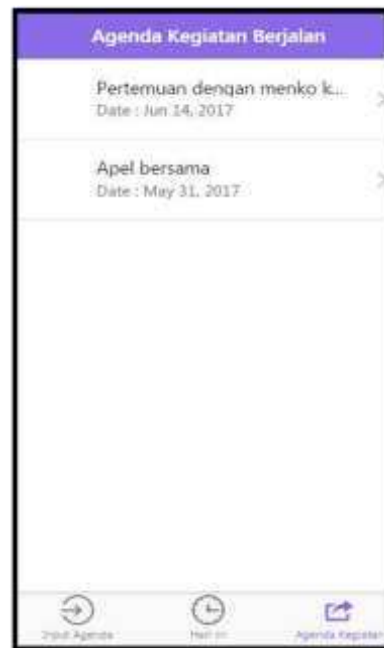 Agenda Kegiatan Berjalan
Pertemuan dengan menko k...
Date : Jun 14, 2017
Apel bersama
Date : May 31, 2017
Input Agenda
Hari ini
Agenda Kegiatan